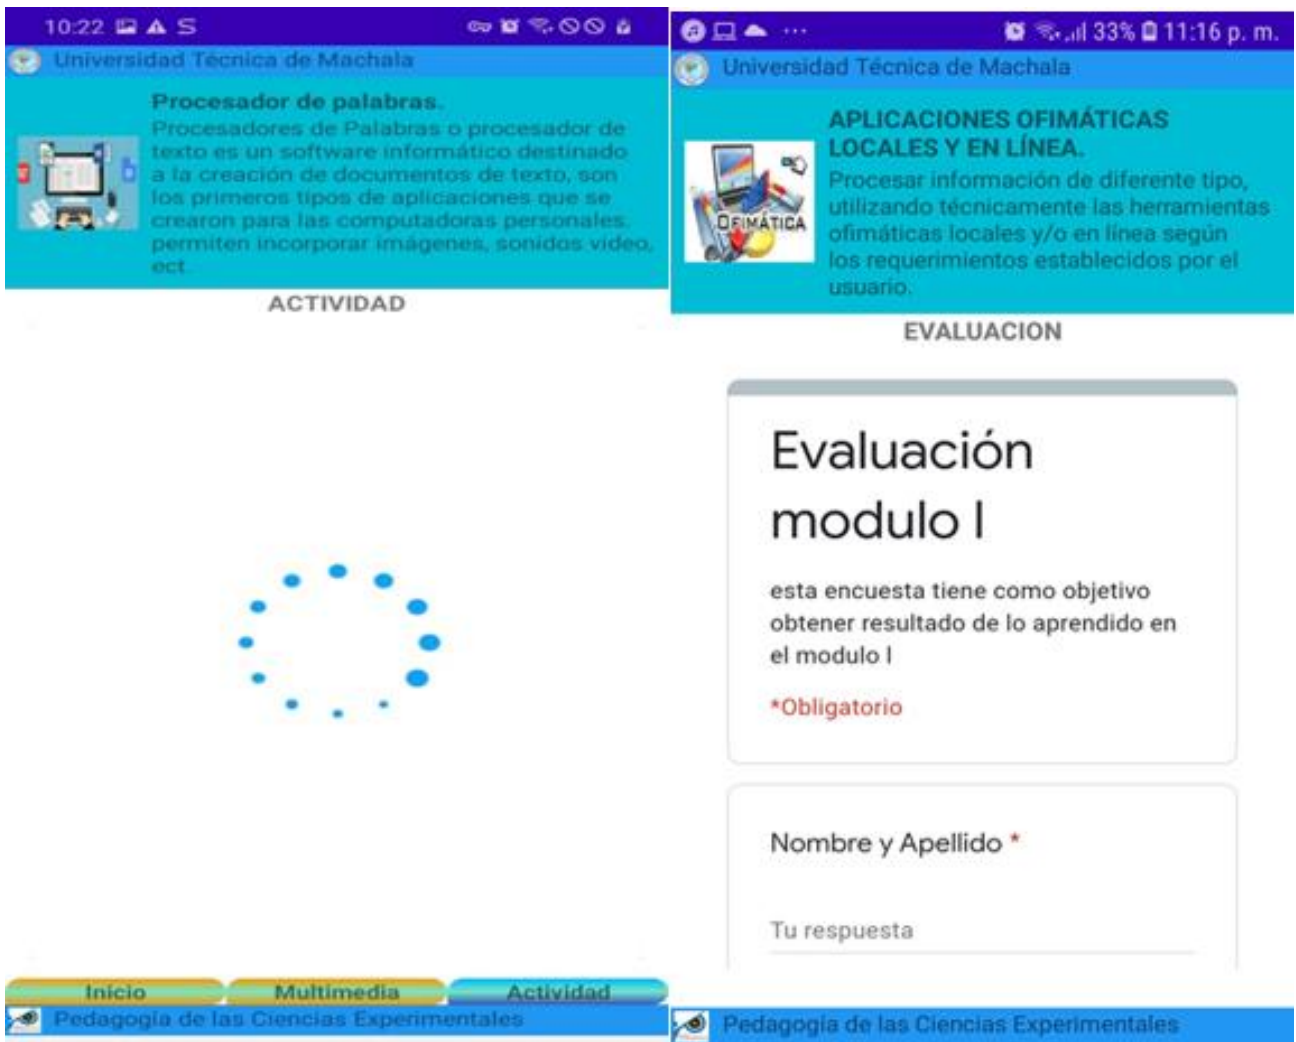 10:22
Universidad Técnica de Machala
Procesador de palabras.
Procesadores de Palabras o procesador de
texto es un software informático destinado
a la creación de documentos de texto, son
los primeros tipos de aplicaciones que se
crearon para las computadoras personales.
permiten incorporar imágenes, sonidos video,
ect.
ACTIVIDAD
Inicio
Multimedia
Actividad
Pedagogía de las Ciencias Experimentales
33% 11:16 p. m.
Universidad Técnica de Machala
APLICACIONES OFIMÁTICAS
LOCALES Y EN LÍNEA.
Procesar información de diferente tipo,
utilizando técnicamente las herramientas
ofimáticas locales y/o en línea según
los requerimientos establecidos por el
usuario.
OFIMÁTICA
EVALUACION
Evaluación
modulo I
esta encuesta tiene como objetivo
obtener resultado de lo aprendido en
el modulo I
*Obligatorio
Nombre y Apellido *
Tu respuesta
Pedagogía de las Ciencias Experimentales